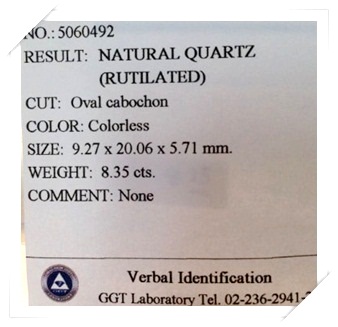 NO.: 5060492
RESULT: NATURAL QUARTZ
(RUTILATED)
CUT: Oval cabochon
COLOR: Colorless
SIZE: 9.27 x 20.06 x 5.71 mm.
WEIGHT: 8.35 cts.
COMMENT: None
Verbal Identification
GGT Laboratory Tel. 02-236-2941-